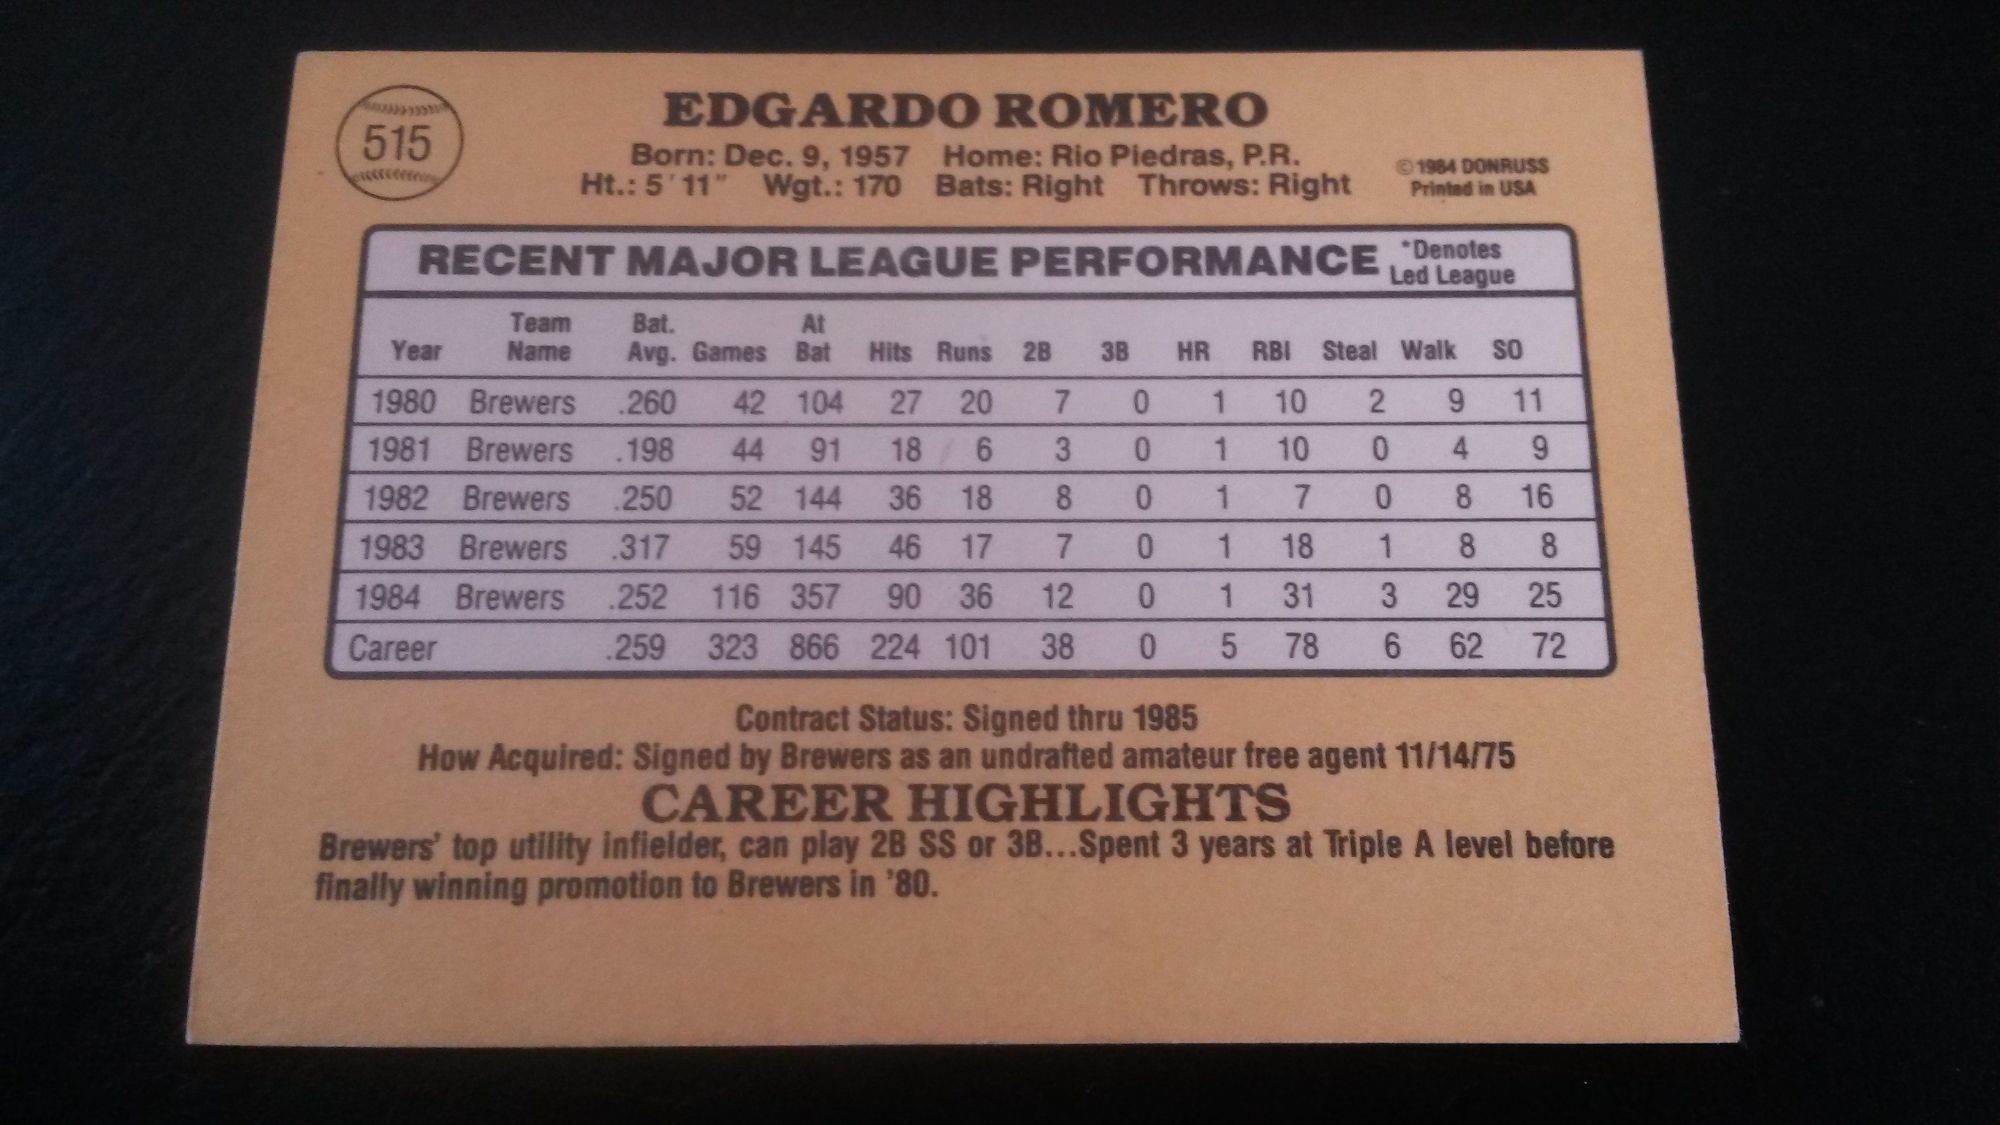 515
EDGARDO ROMERO
Born: Dec. 9, 1957 Home: Rio Piedras, P.R.
Ht.: 5'11" Wgt.: 170 Bats: Right Throws: Right
©1984 DONRUSS
Printed in USA
RECENT MAJOR LEAGUE PERFORMANCE
*Denotes
Led League
Year Team Name Bat. Avg. Games At Bat Hits Runs 2B 3B HR RBI Steal Walk SO
1980 Brewers .260 42 104 27 20 7 0 1 10 2 9 11
1981 Brewers .198 44 91 18 6 3 0 1 10 0 4 9
1982 Brewers .250 52 144 36 18 8 0 1 7 0 8 16
1983 Brewers .317 59 145 46 17 7 0 1 18 1 8 8
1984 Brewers .252 116 357 90 36 12 0 1 31 3 29 25
Career .259 323 866 224 101 38 0 5 78 6 62 72
Contract Status: Signed thru 1985
How Acquired: Signed by Brewers as an undrafted amateur free agent 11/14/75
CAREER HIGHLIGHTS
Brewers' top utility infielder, can play 2B SS or 3B...Spent 3 years at Triple A level before
finally winning promotion to Brewers in '80.